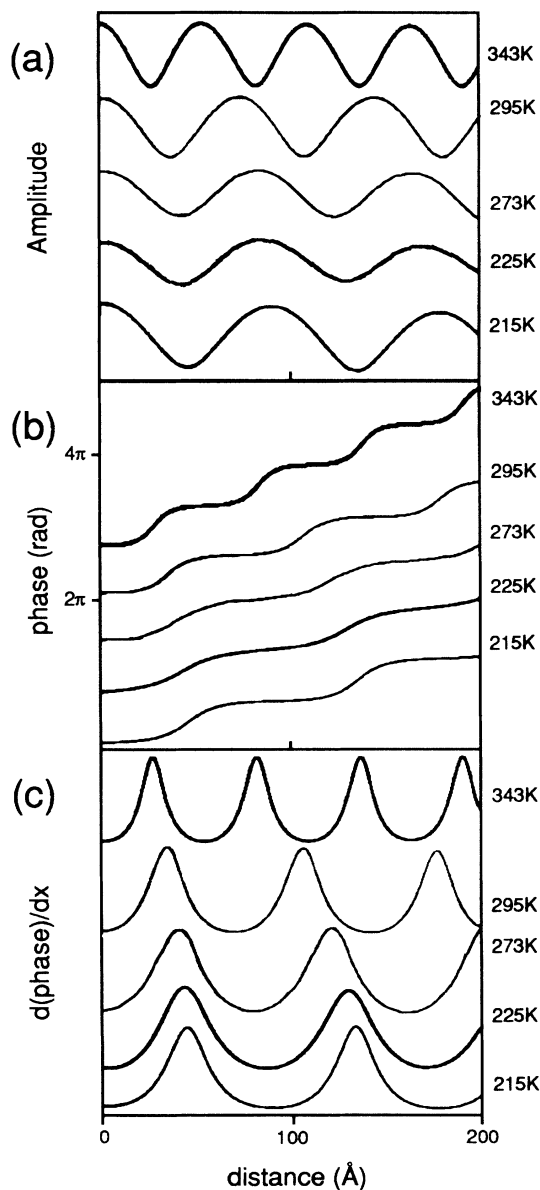 (a)
Amplitude
343K
295K
273K
225K
215K
(b)
phase (rad)
4π
2π
343K
295K
273K
225K
215K
(c)
d(phase)/dx
343K
295K
273K
225K
215K
0 100 200
distance (Å)